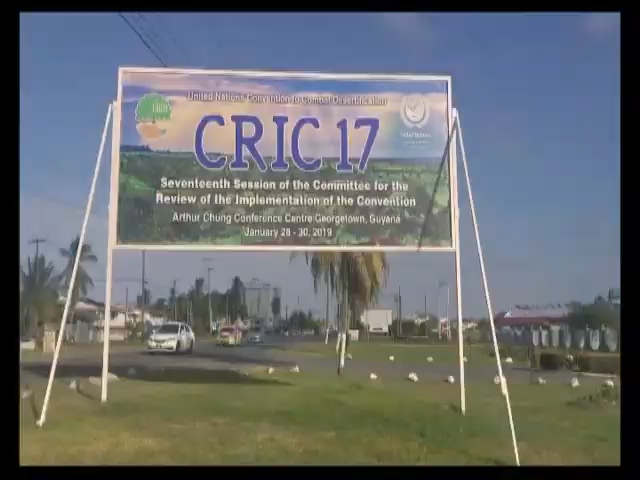 United Nations Convention to Combat Desertification
CRIC 17
Seventeenth Session of the Committee for the
Review of the Implementation of the Convention
Arthur Chung Conference Centre Georgetown, Guyana
January 28 - 30, 2019